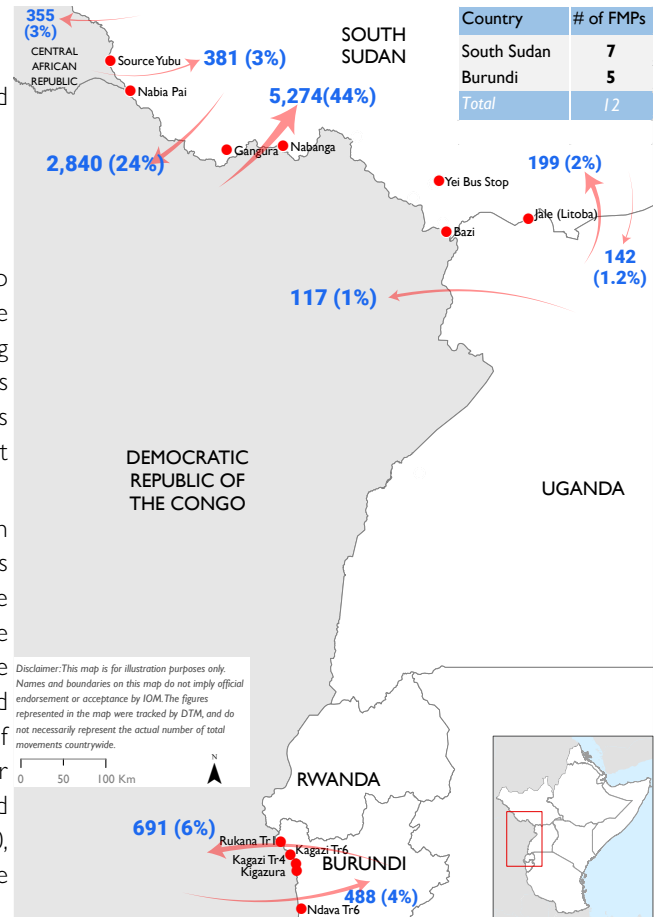 355
(3%)
CENTRAL
AFRICAN
REPUBLIC
Source Yubu
381 (3%)
Nabia Pai
SOUTH
SUDAN
5,274(44%)
Country # of FMPs
South Sudan 7
Burundi 5
Total 12
2,840 (24%)
Gangura
Nabanga
199 (2%)
Yei Bus Stop
Jale (Litoba)
Bazi
142
(1.2%)
117 (1%)
DEMOCRATIC
REPUBLIC OF
THE CONGO
UGANDA
Disclaimer: This map is for illustration purposes only.
Names and boundaries on this map do not imply official
endorsement or acceptance by IOM. The figures
represented in the map were tracked by DTM, and do
not necessarily represent the actual number of total
movements countrywide.
N
0 50 100 Km
RWANDA
691 (6%)
Rukana Tr1
Kagazi Tr6
Kagazi Tr4
Kigazura
BURUNDI
488 (4%)
Ndava Tr6